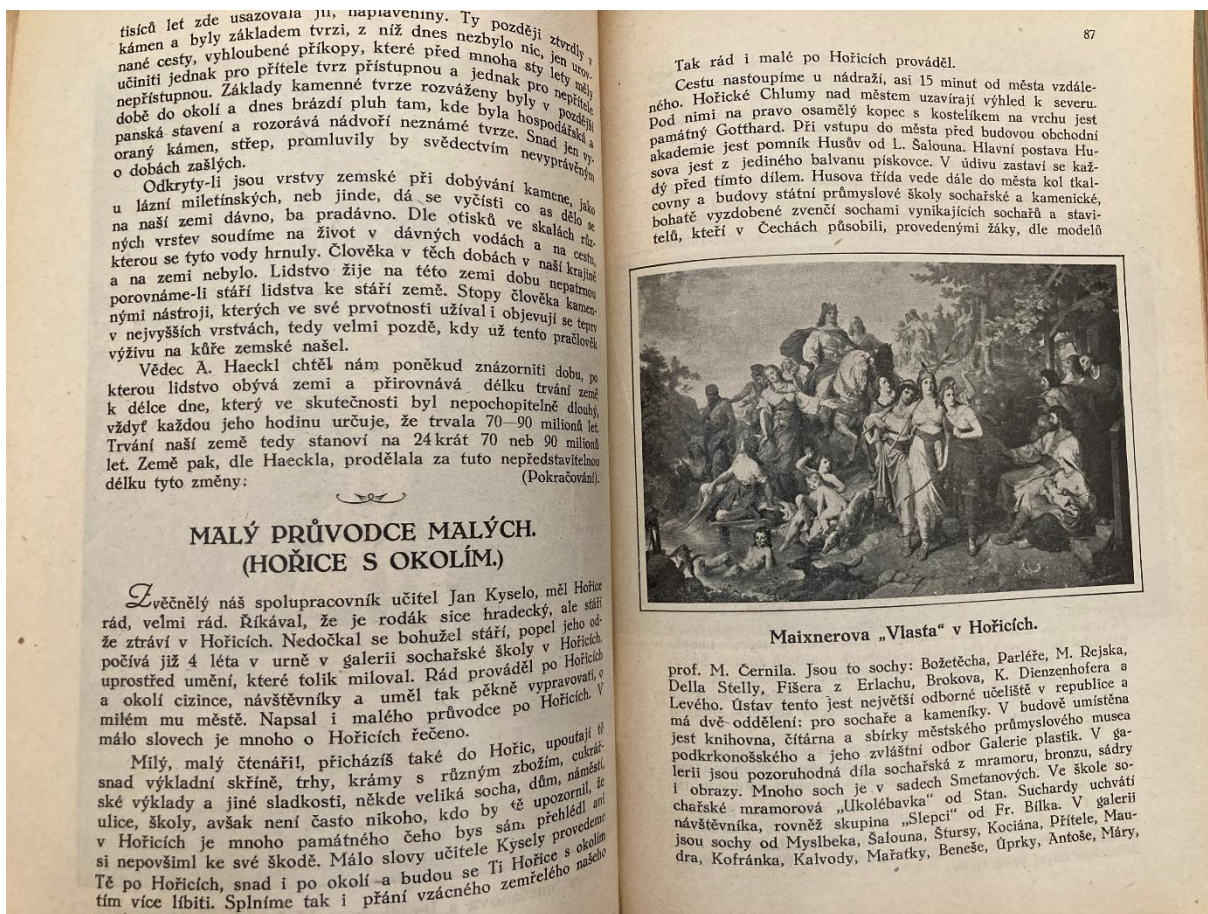 tisíců let zde usazovala jíl, naplaveniny. Ty později ztvrdly v
kámen a byly základem tvrzi, z níž dnes nezbylo nic, jen urov-
nané cesty, vyhloubené příkopy, které před mnoha sty lety měly
učiniti jednak pro přítele tvrz přístupnou a jednak pro nepřítele
nepřístupnou. Základy kamenné tvrze rozváženy byly v pozdější
době do okolí a dnes brázdí pluh tam, kde byla hospodářská a
panská stavení a rozorává nádvoří neznámé tvrze. Snad jen vy-
oraný kámen, střep, promluvily by svědectvím nevyprávěným
o dobách zašlých.
Odkryty-li jsou vrstvy zemské při dobývání kamene, jako
u lázní miletínských, neb jinde, dá se vyčísti co as dělo se
na naší zemi dávno, ba pradávno. Dle otisků ve skalách růz-
ných vrstev soudíme na život v dávných vodách a na cestu,
kterou se tyto vody hrnuly. Člověka v těch dobách v naší krajině
a na zemi nebylo. Lidstvo žije na této zemi dobu nepatrnou
porovnáme-li stáří lidstva ke stáří země. Stopy člověka kamen-
nými nástroji, kterých ve své prvotnosti užíval i objevují se teprv
v nejvyšších vrstvách, tedy velmi pozdě, kdy už tento pračlověk
výživu na kůře zemské našel.
Vědec A. Haeckl chtěl nám poněkud znázorniti dobu, po
kterou lidstvo obývá zemi a přirovnává délku trvání země
k délce dne, který ve skutečnosti byl nepochopitelně dlouhý,
vždyť každou jeho hodinu určuje, že trvala 70—90 milionů let.
Trvání naší země tedy stanoví na 24krát 70 neb 90 milionů
let. Země pak, dle Haeckla, prodělala za tuto nepředstavitelnou
délku tyto změny: (Pokračování).
MALÝ PRŮVODCE MALÝCH.
(HOŘICE S OKOLÍM.)
Zvěčnělý náš spolupracovník učitel Jan Kyselo, měl Hořice
rád, velmi rád. Říkával, že je rodák sice hradecký, ale stáří
že ztráví v Hořicích. Nedočkal se bohužel stáří, popel jeho od-
počívá již 4 léta v urně v galerii sochařské školy v Hořicích,
uprostřed umění, které tolik miloval. Rád prováděl po Hořicích
a okolí cizince, návštěvníky a uměl tak pěkně vypravovati, o
milém mu městě. Napsal i malého průvodce po Hořicích. V
málo slovech je mnoho o Hořicích řečeno.
Milý, malý čtenáři!, přicházíš také do Hořic, upoutají tě
snad výkladní skříně, trhy, krámy s různým zbožím, cukrář-
ské výklady a jiné sladkosti, někde veliká socha, dům, náměstí,
ulice, školy, avšak není často nikoho, kdo by tě upozornil, že
v Hořicích je mnoho památného čeho bys sám přehlédl ani
si nepovšiml ke své škodě. Málo slovy učitele Kysely provedeme
Tě po Hořicích, snad i po okolí a budou se Ti Hořice s okolím
tím více líbiti. Splníme tak i přání vzácného zemřelého našeho
87
Tak rád i malé po Hořicích prováděl.
Cestu nastoupíme u nádraží, asi 15 minut od města vzdále-
ného. Hořické Chlumy nad městem uzavírají výhled k severu.
Pod nimi na pravo osamělý kopec s kostelíkem na vrchu jest
památný Gotthard. Při vstupu do města před budovou obchodní
akademie jest pomník Husův od L. Šalouna. Hlavní postava Hu-
sova jest z jediného balvanu pískovce. V údivu zastaví se kaž-
dý před tímto dílem. Husova třída vede dále do města kol tkal-
covny a budovy státní průmyslové školy sochařské a kamenické,
bohatě vyzdobené zvenčí sochami vynikajících sochařů a stavi-
telů, kteří v Čechách působili, provedenými žáky, dle modelů
Maixnerova „Vlasta" v Hořicích.
prof. M. Černila. Jsou to sochy: Božetěcha, Parléře, M. Rejska,
Della Stelly, Fišera z Erlachu, Brokova, K. Dienzenhofera a
Levého. Ústav tento jest největší odborné učeliště v republice a
má dvě oddělení: pro sochaře a kameníky. V budově umístěna
jest knihovna, čítárna a sbírky městského průmyslového musea
podkrkonošského a jeho zvláštní odbor Galerie plastik. V ga-
lerii jsou pozoruhodná díla sochařská z mramoru, bronzu, sádry
i obrazy. Mnoho soch je v sadech Smetanových. Ve škole so-
chařské mramorová „Ukolébavka" od Stan. Suchardy uchvátí
návštěvníka, rovněž skupina „Slepci" od Fr. Bílka. V galerii
jsou sochy od Myslbeka, Šalouna, Štursy, Kociána, Přítele, Mau-
dra, Kofránka, Kalvody, Mařatky, Beneše, Úprky, Antoše, Máry,